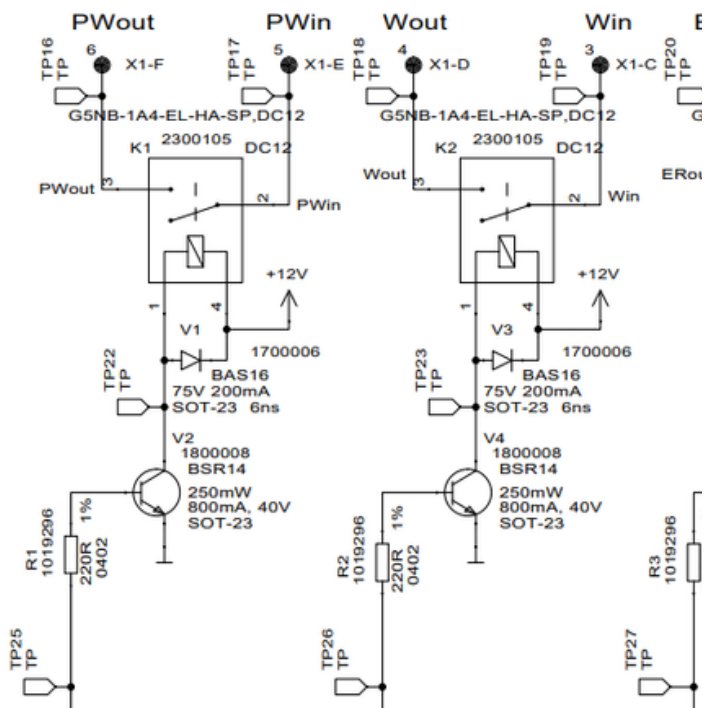 PWout PWin Wout Win E
TP16 TP 6 X1-F TP17 TP 5 X1-E TP18 TP 4 X1-D TP19 TP 3 X1-C TP20 TP
G5NB-1A4-EL-HA-SP,DC12 G5NB-1A4-EL-HA-SP,DC12 G
K1 2300105 DC12 K2 2300105 DC12
PWout 3 2 PWin Wout 3 2 Win ERou
+12V +12V
1 4 1 4
V1 V3
1700006 1700006
TP22 TP BAS16 TP23 TP BAS16
75V 200mA 75V 200mA
SOT-23 6ns SOT-23 6ns
V2 V4
1800008 1800008
BSR14 BSR14
250mW 250mW
800mA, 40V 800mA, 40V
SOT-23 SOT-23
R1 1019296 220R 1% 0402 R2 1019296 220R 1% 0402 R3 1019296
TP25 TP TP26 TP TP27 TP